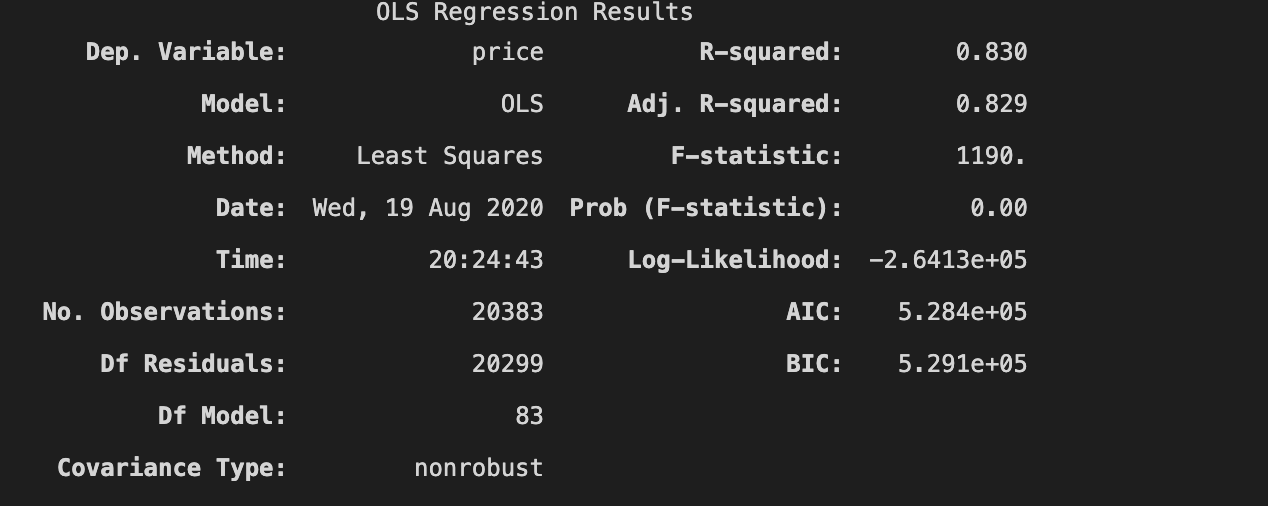 OLS Regression Results
Dep. Variable: price R-squared: 0.830
Model: OLS Adj. R-squared: 0.829
Method: Least Squares F-statistic: 1190.
Date: Wed, 19 Aug 2020 Prob (F-statistic): 0.00
Time: 20:24:43 Log-Likelihood: -2.6413e+05
No. Observations: 20383 AIC: 5.284e+05
Df Residuals: 20299 BIC: 5.291e+05
Df Model: 83
Covariance Type: nonrobust